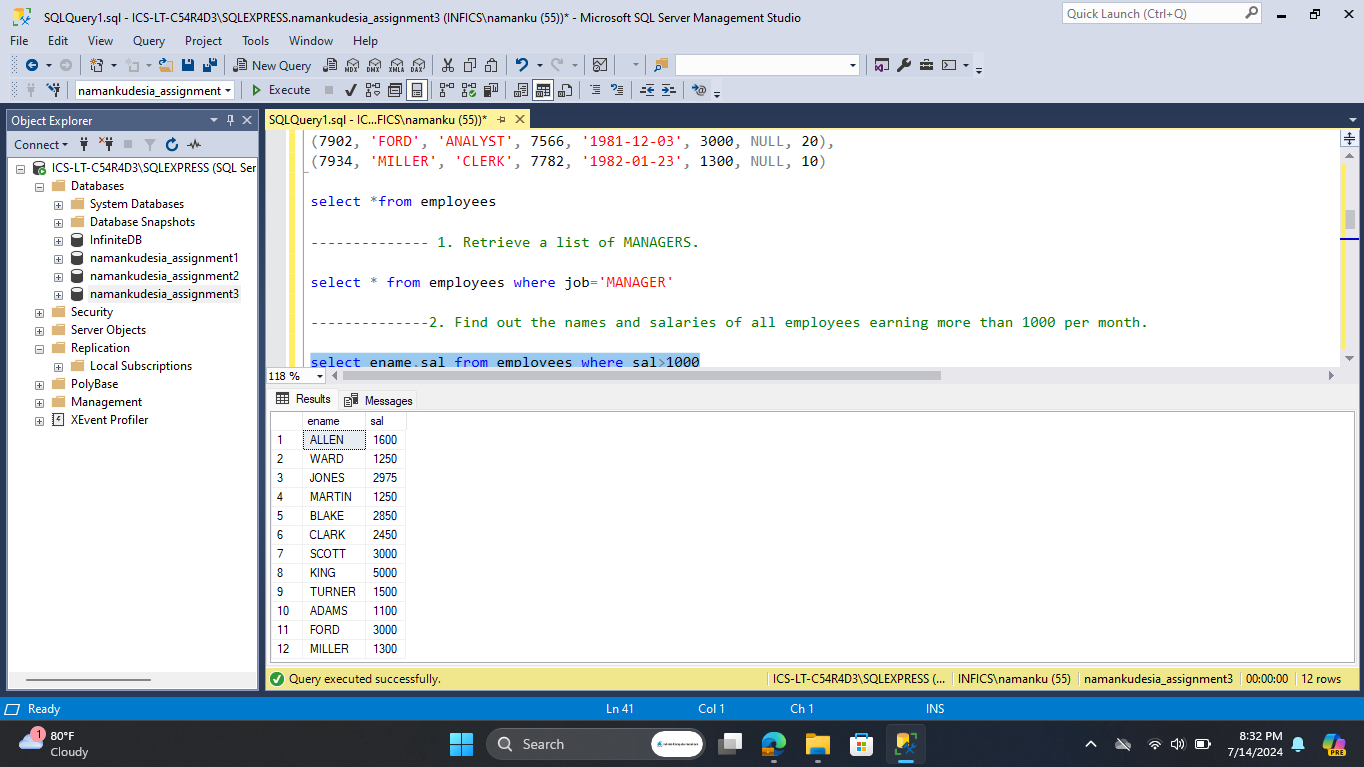 SQLQuery1.sql - ICS-LT-C54R4D3\SQLEXPRESS.namankudesia_assignment3 (INFICS\namanku (55))* - Microsoft SQL Server Management Studio
Quick Launch (Ctrl+Q)
File Edit View Query Project Tools Window Help
New Query MDX DMX XMLA DAX
namankudesia_assignment Execute
Object Explorer
SQLQuery1.sql - IC...FICS\namanku (55))*
Connect
ICS-LT-C54R4D3\SQLEXPRESS (SQL Ser
Databases
System Databases
Database Snapshots
InfiniteDB
namankudesia_assignment1
namankudesia_assignment2
namankudesia_assignment3
Security
Server Objects
Replication
Local Subscriptions
PolyBase
Management
XEvent Profiler
(7902, 'FORD', 'ANALYST', 7566, '1981-12-03', 3000, NULL, 20),
(7934, 'MILLER', 'CLERK', 7782, '1982-01-23', 1300, NULL, 10)
select *from employees
-------------- 1. Retrieve a list of MANAGERS.
select * from employees where job='MANAGER'
--------------2. Find out the names and salaries of all employees earning more than 1000 per month.
select ename,sal from employees where sal>1000
118 %
Results Messages
ename sal
1 ALLEN 1600
2 WARD 1250
3 JONES 2975
4 MARTIN 1250
5 BLAKE 2850
6 CLARK 2450
7 SCOTT 3000
8 KING 5000
9 TURNER 1500
10 ADAMS 1100
11 FORD 3000
12 MILLER 1300
Query executed successfully.
ICS-LT-C54R4D3\SQLEXPRESS (... INFICS\namanku (55) namankudesia_assignment3 00:00:00 12 rows
Ready Ln 41 Col 1 Ch 1 INS
1
80°F
Cloudy
Search
8:32 PM
7/14/2024
PRE